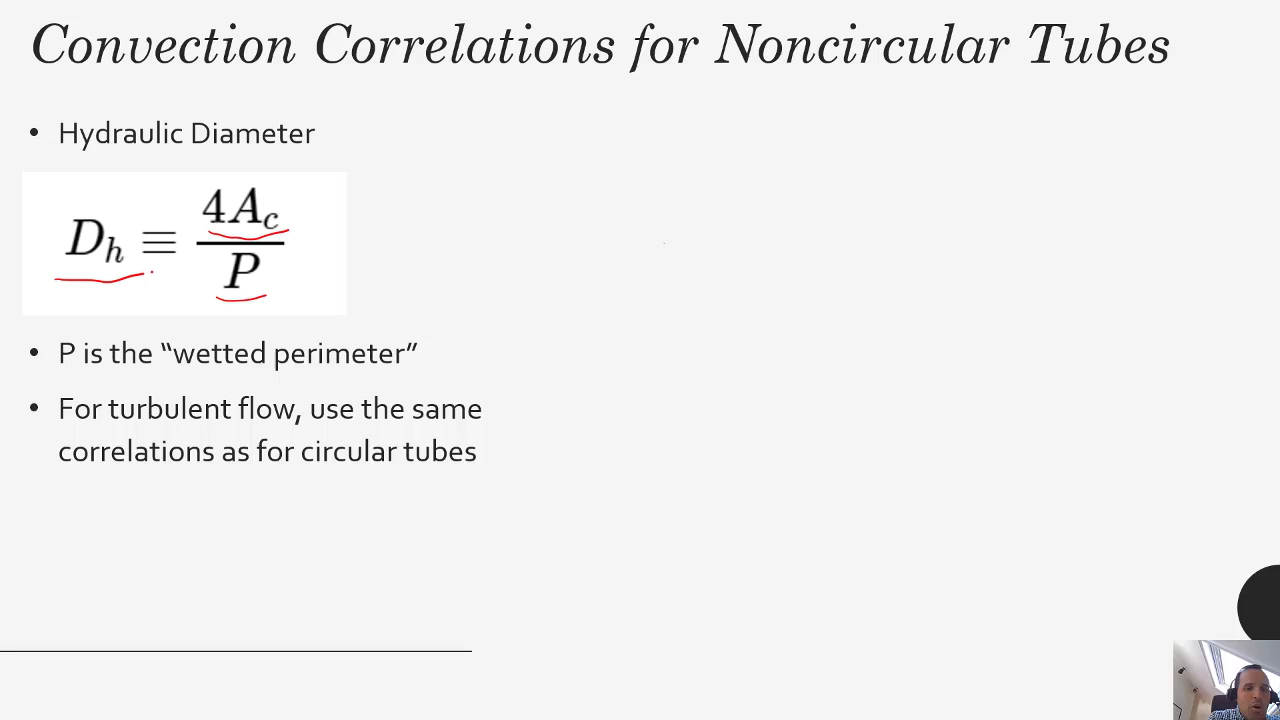 Convection Correlations for Noncircular Tubes
• Hydraulic Diameter
D_h ≡ 4A_c / P
• P is the “wetted perimeter”
• For turbulent flow, use the same
correlations as for circular tubes